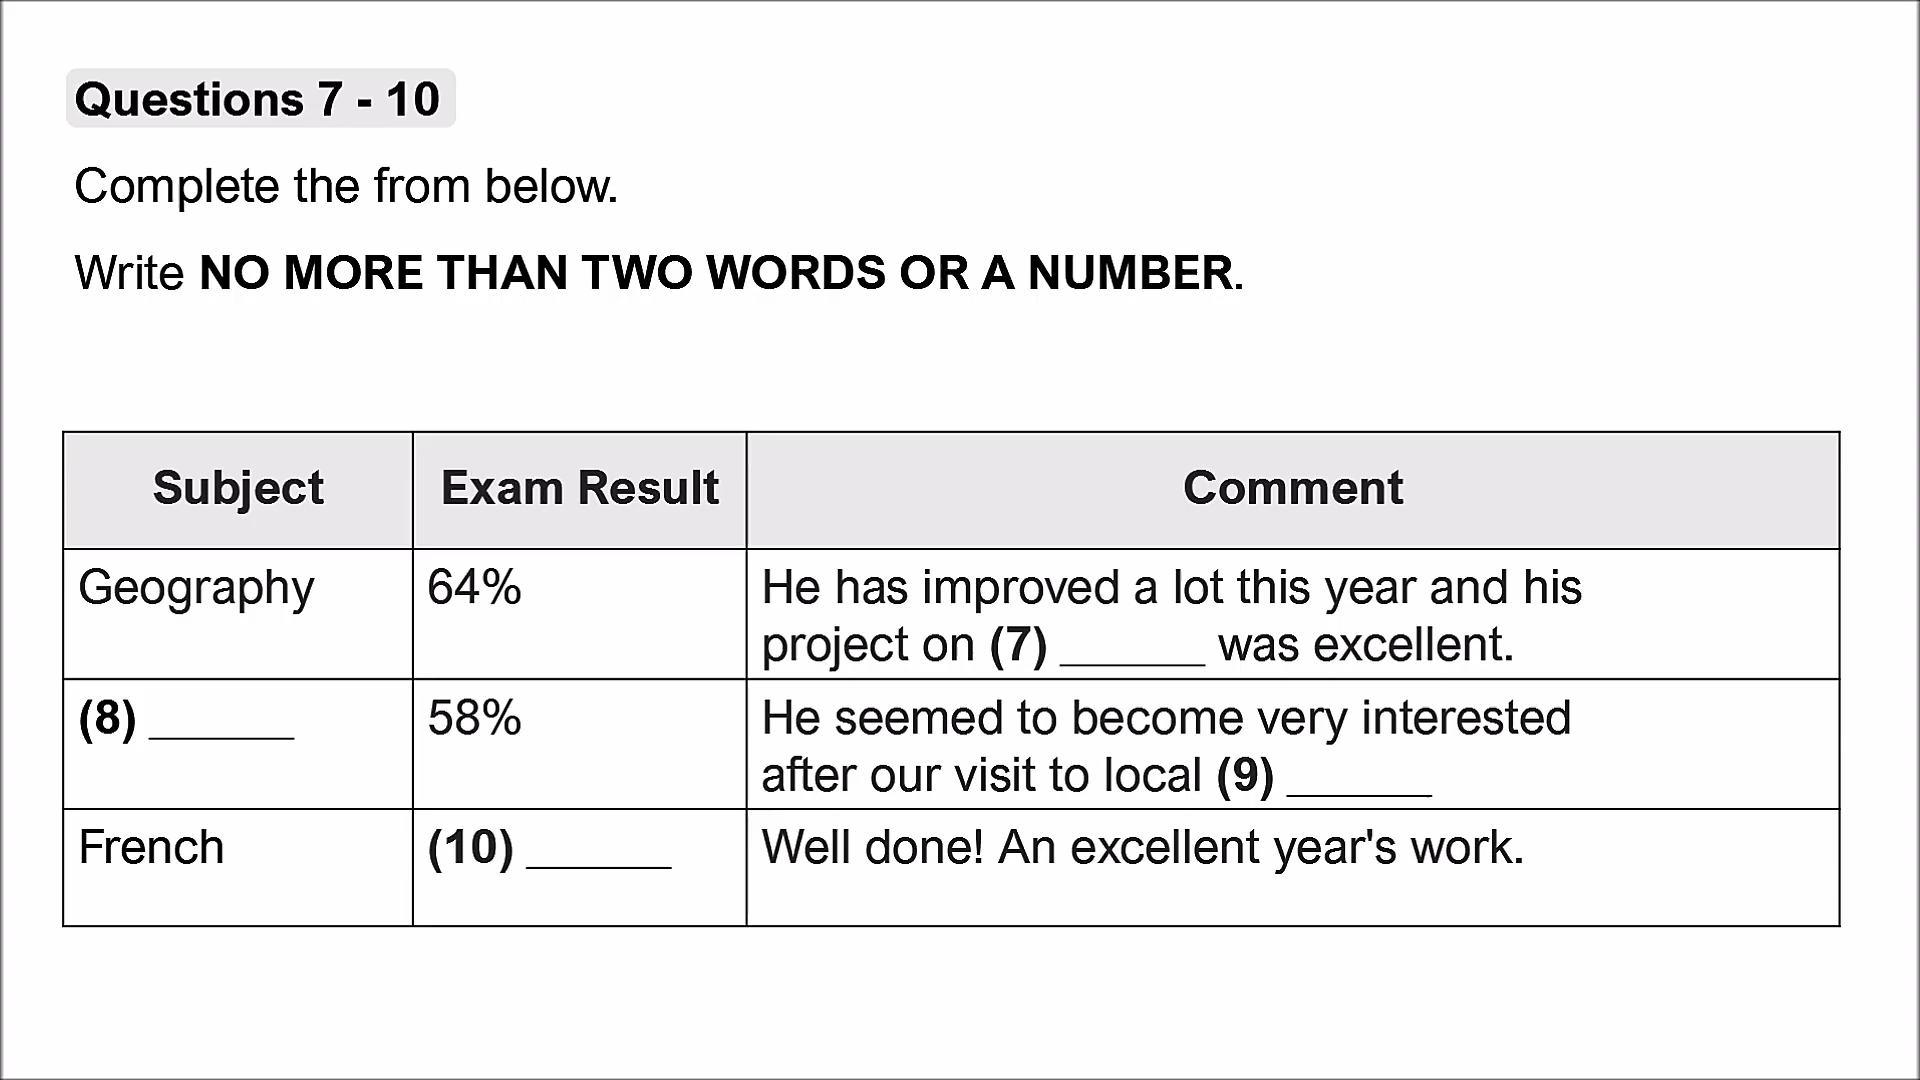 Questions 7 - 10
Complete the from below.
Write NO MORE THAN TWO WORDS OR A NUMBER.
Subject Exam Result Comment
Geography 64% He has improved a lot this year and his
project on (7) ______ was excellent.
(8) ______ 58% He seemed to become very interested
after our visit to local (9) ______
French (10) ______ Well done! An excellent year's work.